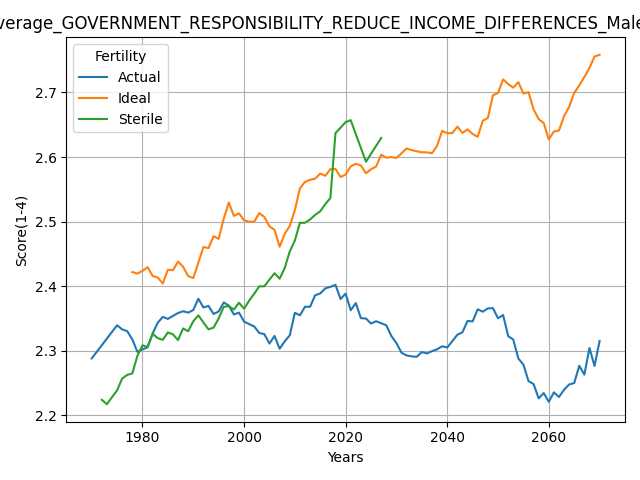 verage_GOVERNMENT_RESPONSIBILITY_REDUCE_INCOME_DIFFERENCES_Male
Fertility
Actual
Ideal
Sterile
Score(1-4)
2.7
2.6
2.5
2.4
2.3
2.2
1980 2000 2020 2040 2060
Years